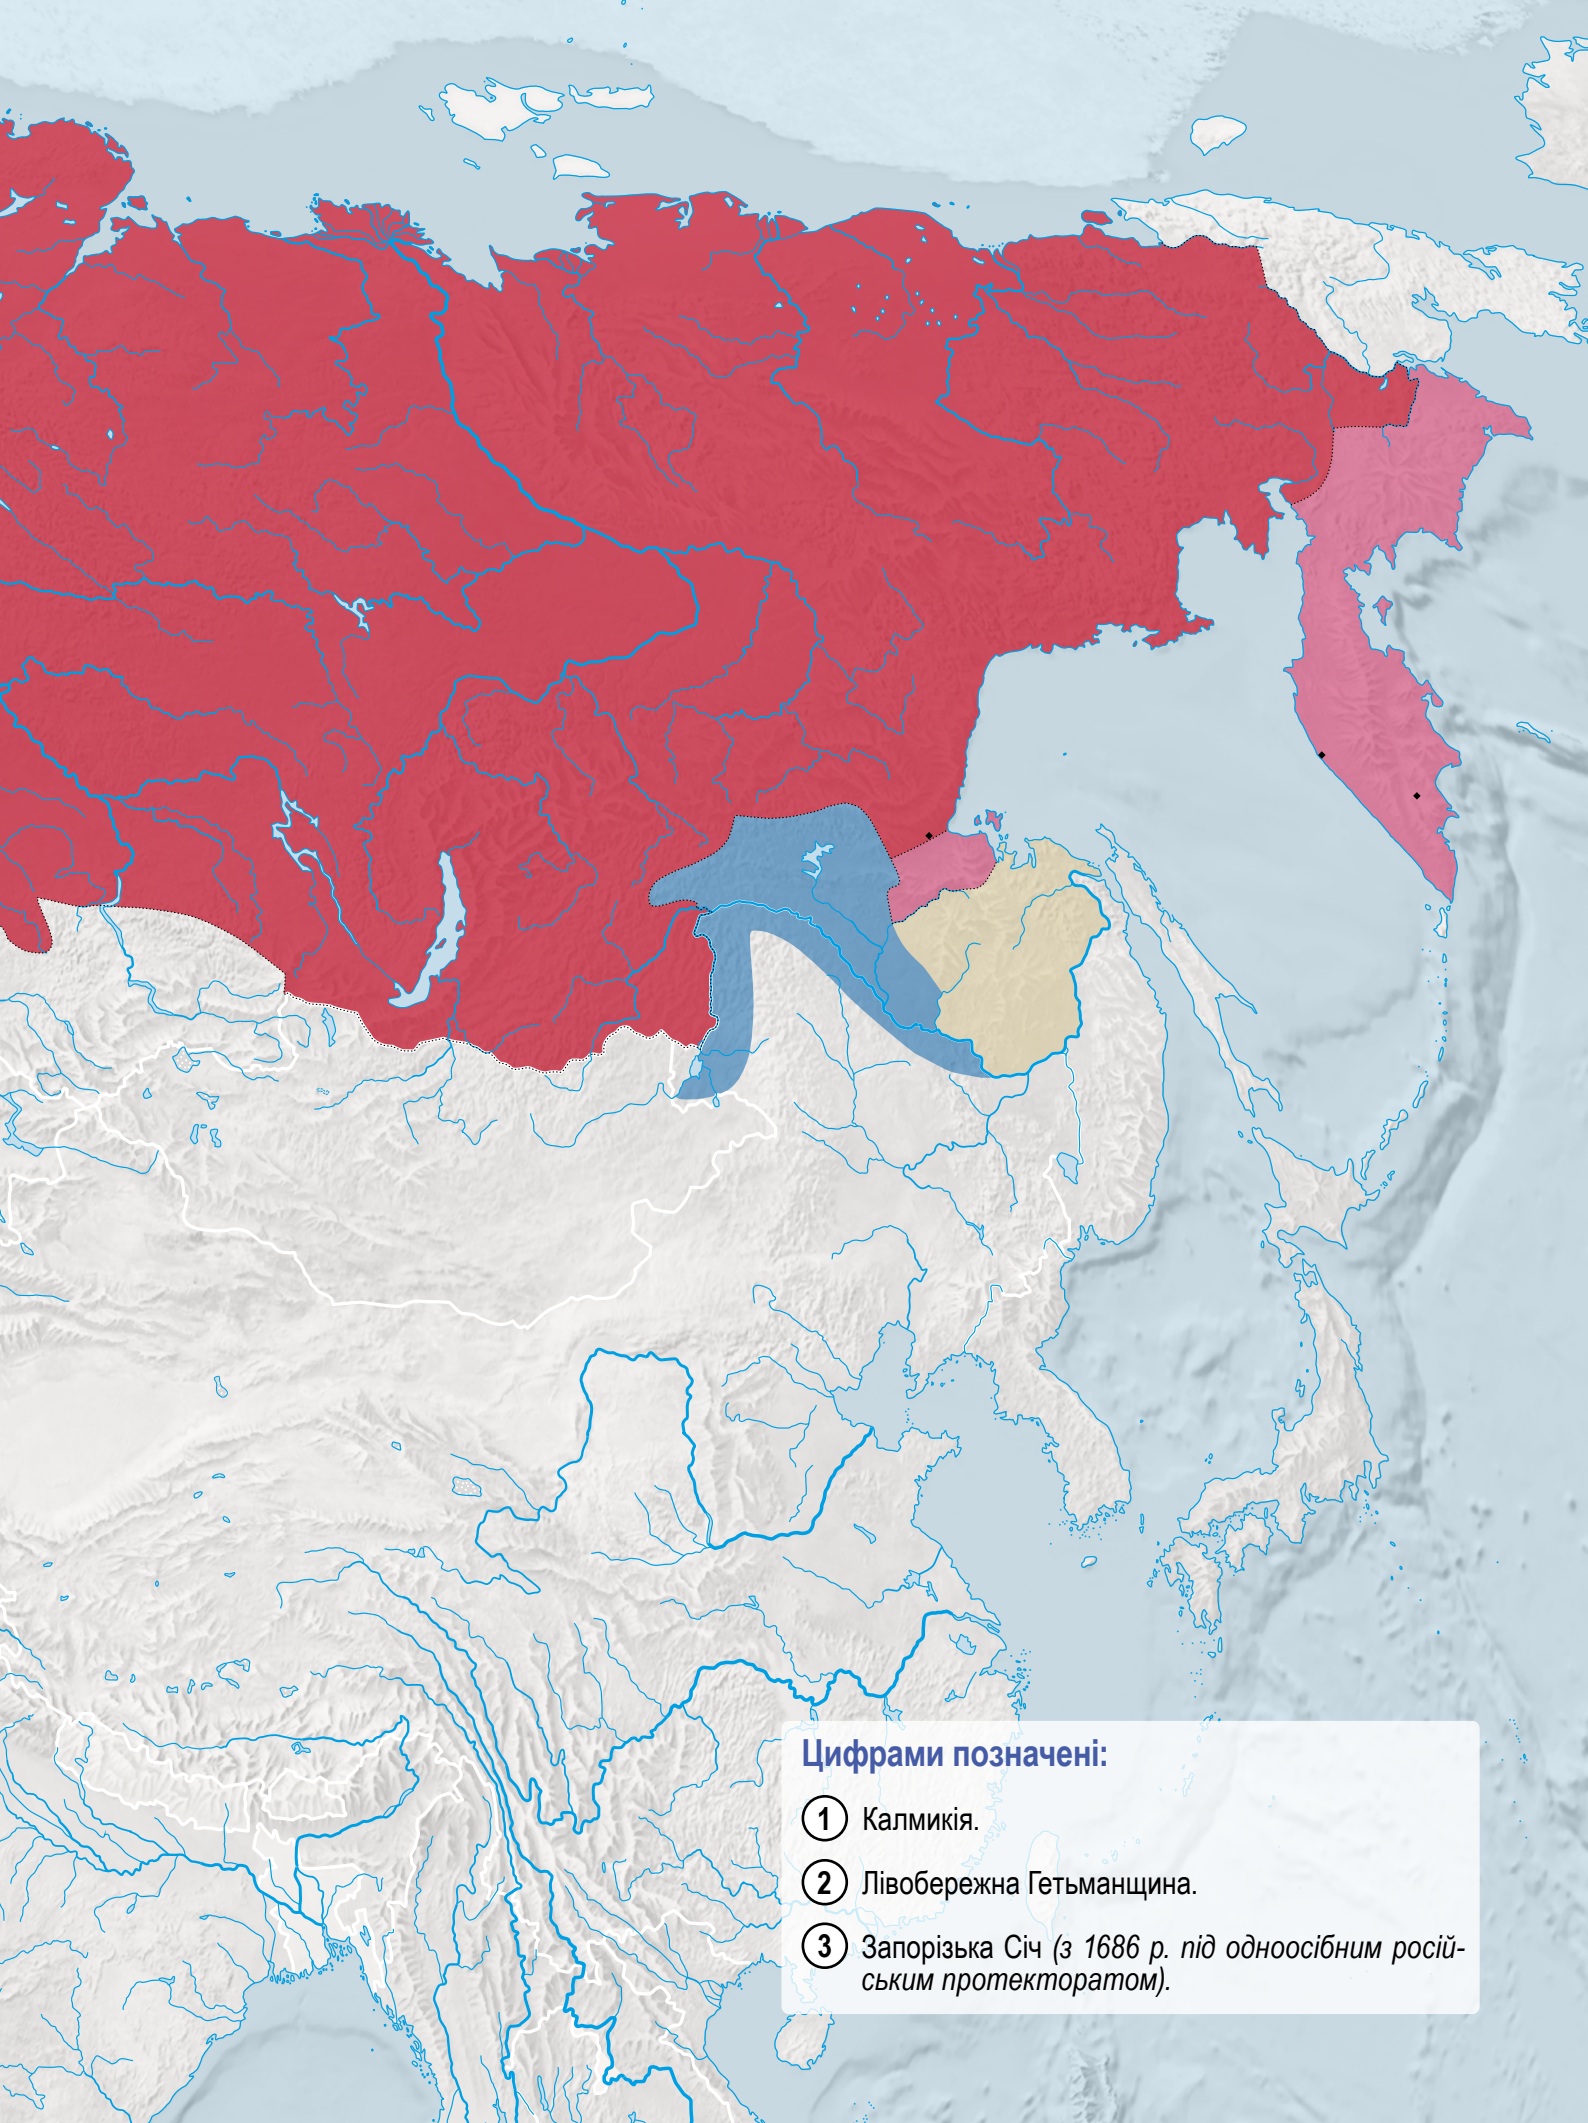 Цифрами позначені:
1 Калмикія.
2 Лівобережна Гетьманщина.
3 Запорізька Січ (з 1686 р. під одноосібним росій-
ським протекторатом).